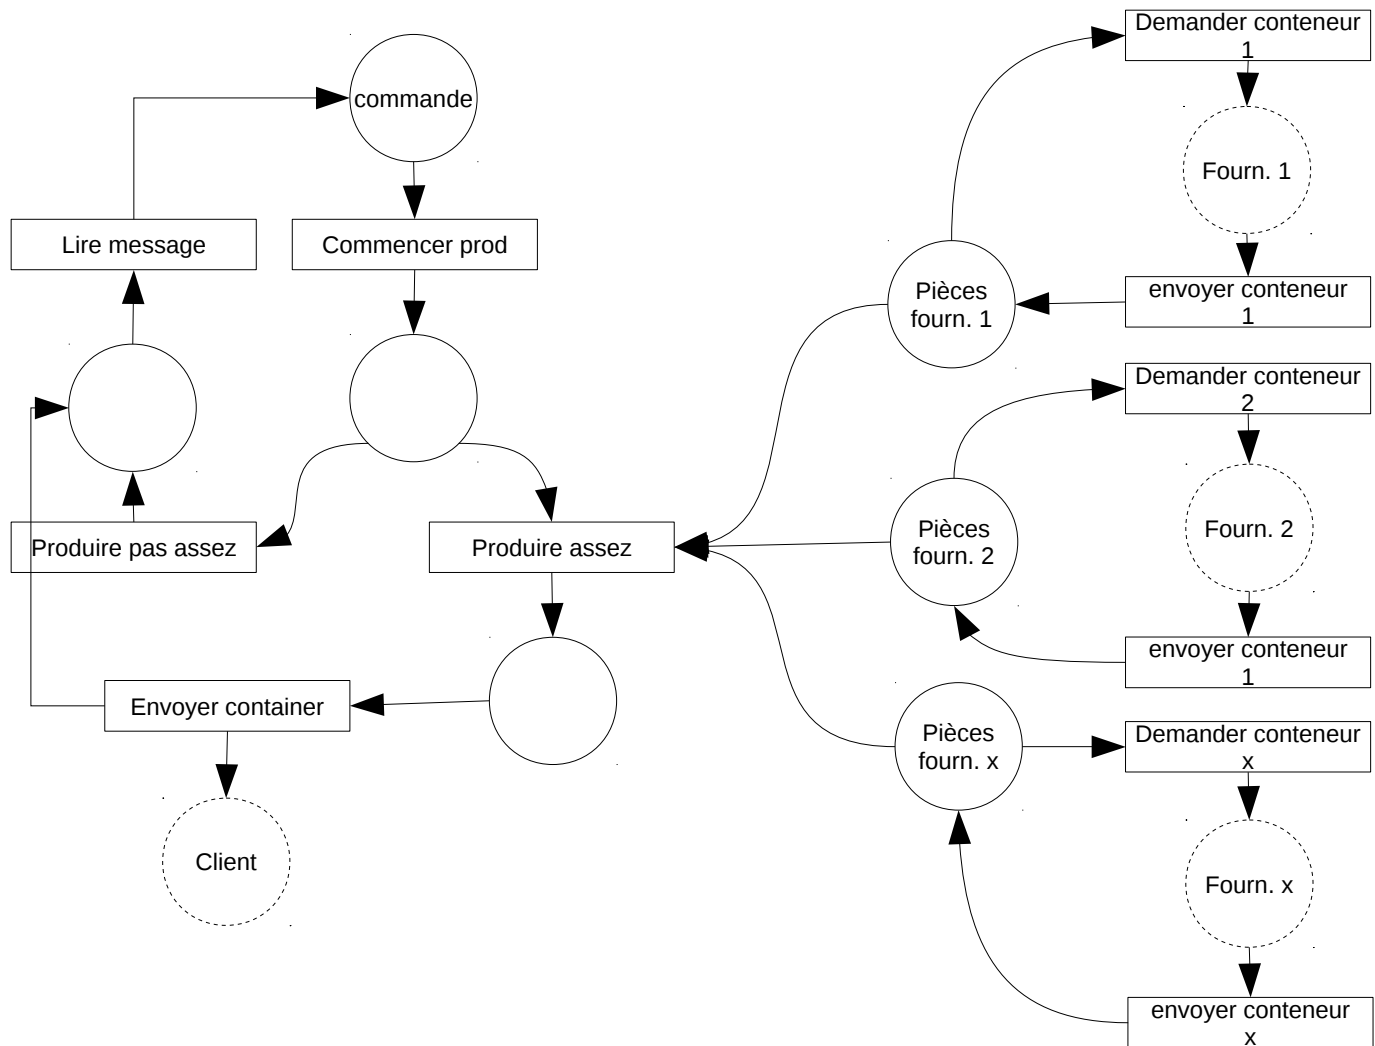 commande
Lire message
Commencer prod
Produire pas assez
Produire assez
Envoyer container
Client
Demander conteneur
1
Fourn. 1
envoyer conteneur
1
Pièces
fourn. 1
Demander conteneur
2
Fourn. 2
envoyer conteneur
1
Pièces
fourn. 2
Demander conteneur
x
Fourn. x
envoyer conteneur
x
Pièces
fourn. x